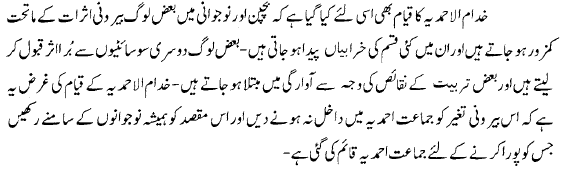 خدام الاحمدیہ کا قیام بھی اسی لئے کیا گیا ہے کہ بچپن اور نوجوانی میں بعض لوگ بیرونی اثرات کے ماتحت
کمزور ہو جاتے ہیں اور ان میں کئی قسم کی خرابیاں پیدا ہو جاتی ہیں۔ بعض لوگ دوسری سوسائٹیوں سے بُرا اثر قبول کر
لیتے ہیں اور بعض تربیت کے نقائص کی وجہ سے آوارگی میں مبتلا ہو جاتے ہیں۔ خدام الاحمدیہ کے قیام کی غرض یہ
ہے کہ اس بیرونی تغیر کو جماعت احمدیہ میں داخل نہ ہونے دیں اور اس مقصد کو ہمیشہ نوجوانوں کے سامنے رکھیں
جس کو پورا کرنے کے لئے جماعت احمدیہ قائم کی گئی ہے۔